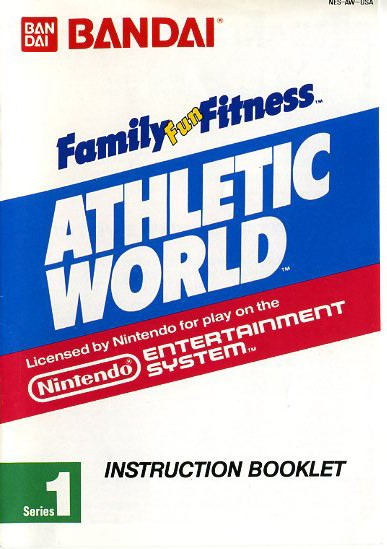 NES-AW-USA
BAN
DAI
BANDAI®
Family Fun Fitness™
ATHLETIC
WORLD™
Licensed by Nintendo for play on the
Nintendo®
ENTERTAINMENT
SYSTEM™
Series 1
INSTRUCTION BOOKLET